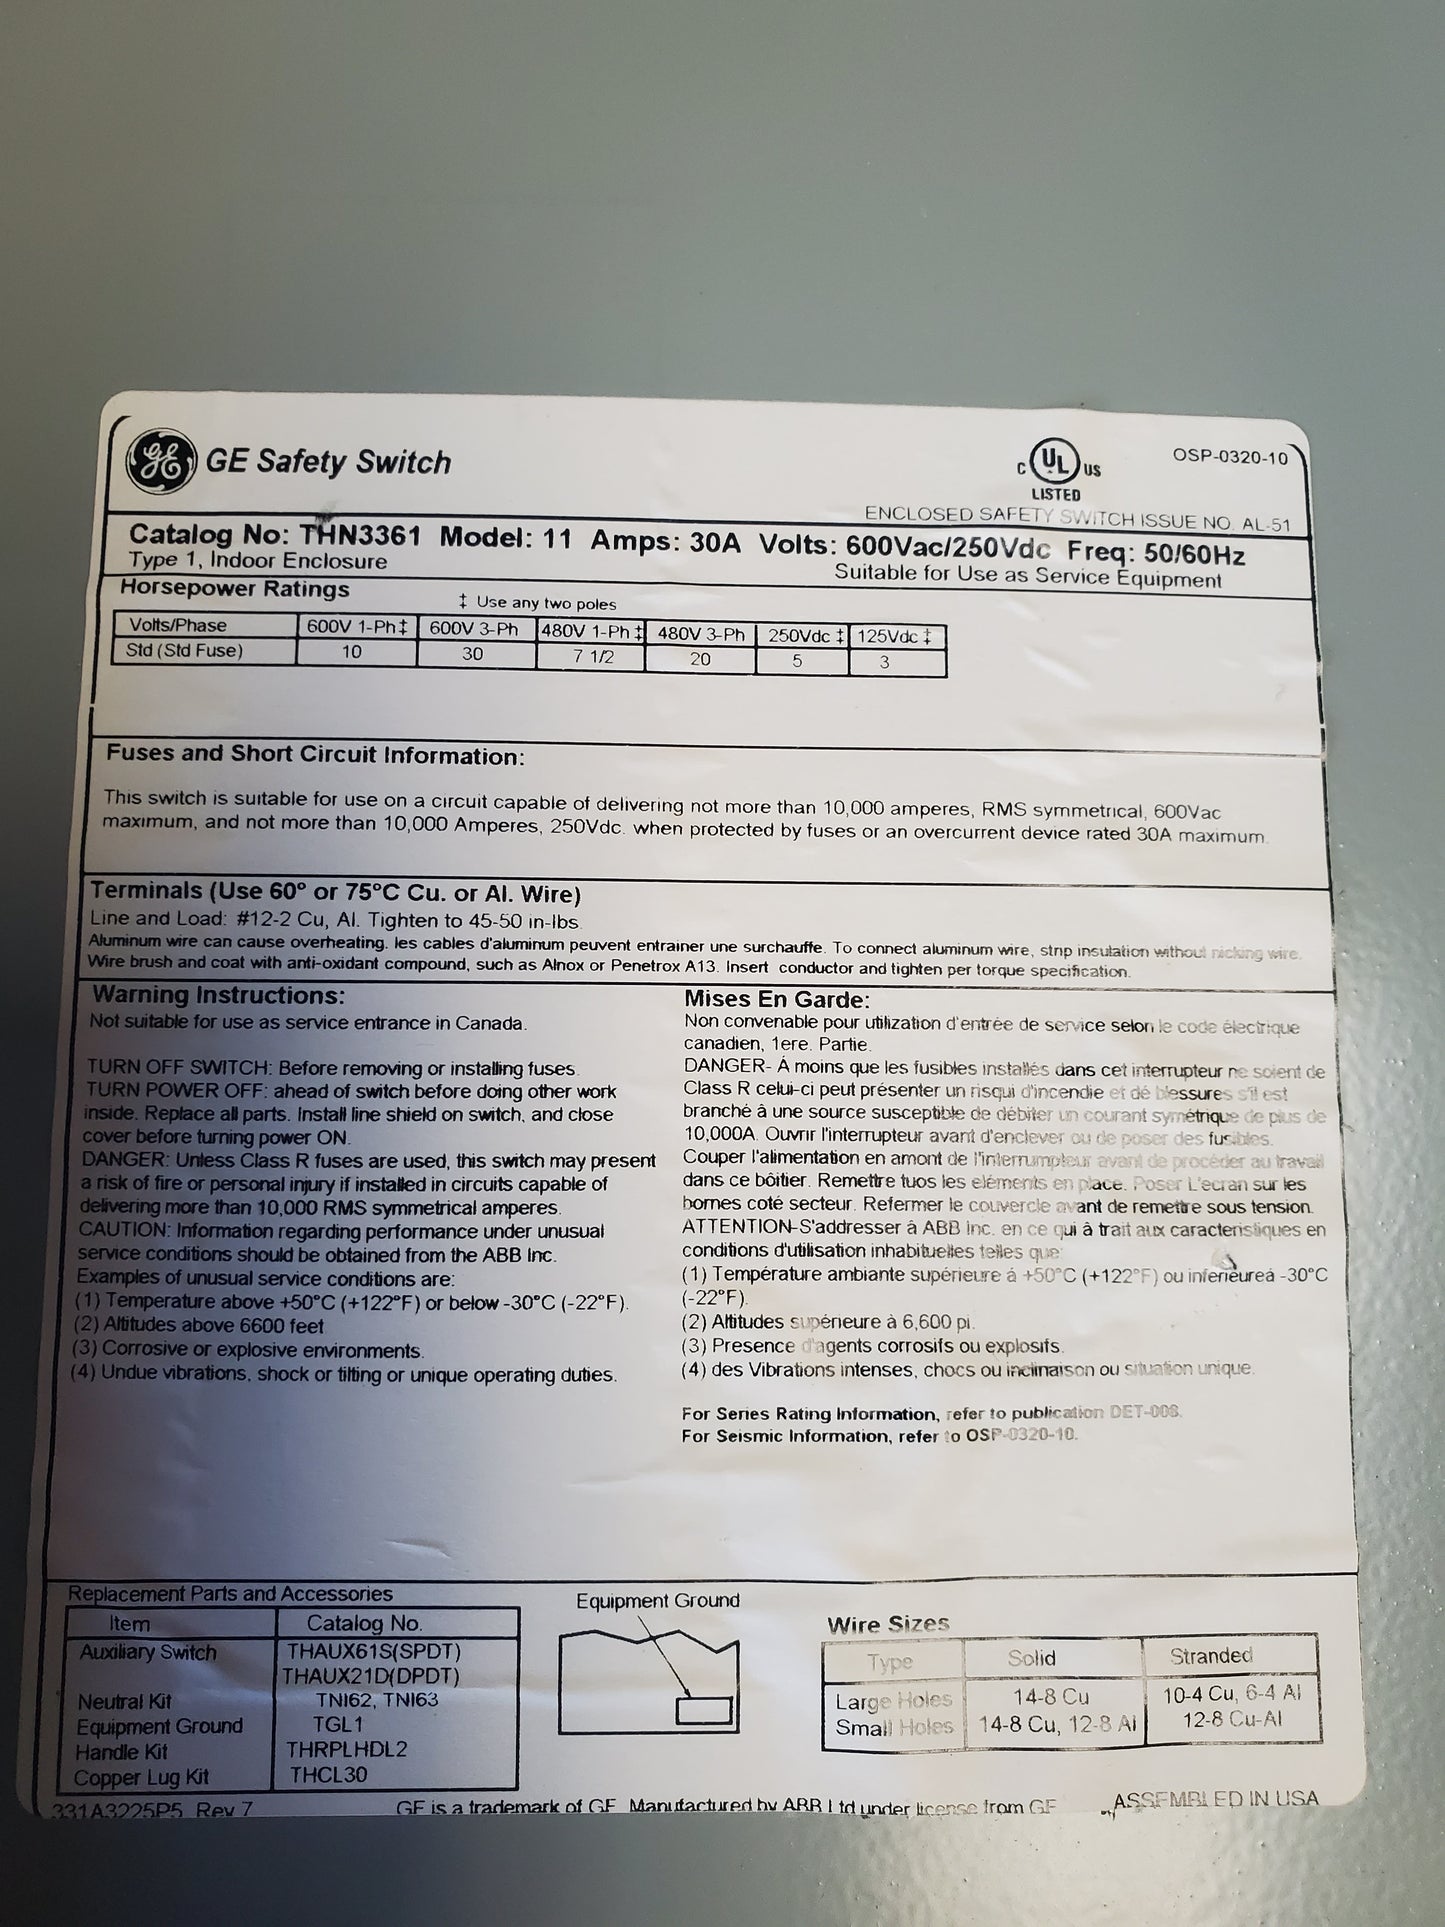 GE Safety Switch
C UL US
LISTED
OSP-0320-10
ENCLOSED SAFETY SWITCH ISSUE NO. AL-51
Catalog No: THN3361 Model: 11 Amps: 30A Volts: 600Vac/250Vdc Freq: 50/60Hz
Type 1, Indoor Enclosure
Suitable for Use as Service Equipment
Horsepower Ratings
‡ Use any two poles
Volts/Phase 600V 1-Ph‡ 600V 3-Ph 480V 1-Ph ‡ 480V 3-Ph 250Vdc ‡ 125Vdc ‡
Std (Std Fuse) 10 30 7 1/2 20 5 3
Fuses and Short Circuit Information:
This switch is suitable for use on a circuit capable of delivering not more than 10,000 amperes, RMS symmetrical, 600Vac
maximum, and not more than 10,000 Amperes, 250Vdc. when protected by fuses or an overcurrent device rated 30A maximum.
Terminals (Use 60° or 75°C Cu. or Al. Wire)
Line and Load: #12-2 Cu, Al. Tighten to 45-50 in-lbs.
Aluminum wire can cause overheating. les cables d'aluminum peuvent entrainer une surchauffe. To connect aluminum wire, strip insulation without nicking wire.
Wire brush and coat with anti-oxidant compound, such as Alnox or Penetrox A13. Insert conductor and tighten per torque specification.
Warning Instructions:
Not suitable for use as service entrance in Canada.
TURN OFF SWITCH: Before removing or installing fuses.
TURN POWER OFF: ahead of switch before doing other work
inside. Replace all parts. Install line shield on switch, and close
cover before turning power ON.
DANGER: Unless Class R fuses are used, this switch may present
a risk of fire or personal injury if installed in circuits capable of
delivering more than 10,000 RMS symmetrical amperes.
CAUTION: Information regarding performance under unusual
service conditions should be obtained from the ABB Inc.
Examples of unusual service conditions are:
(1) Temperature above +50°C (+122°F) or below -30°C (-22°F).
(2) Altitudes above 6600 feet
(3) Corrosive or explosive environments.
(4) Undue vibrations, shock or tilting or unique operating duties.
Mises En Garde:
Non convenable pour utilization d'entrée de service selon le code électrique
canadien, 1ere. Partie.
DANGER- Á moins que les fusibles installés dans cet interrupteur ne soient de
Class R celui-ci peut présenter un risqui d'incendie et dé blessures s'il est
branché à une source susceptible de débiter un courant symétrique de plus de
10,000A. Ouvrir l'interrupteur avant d'enclever ou de poser des fusibles.
Couper l'alimentation en amont de l'interrumpteur avant de procéder au travail
dans ce bôitier. Remettre tuos les eléments en place. Poser L'ecran sur les
bornes coté secteur. Refermer le couvercle avant de remettre sous tension.
ATTENTION-S'addresser à ABB Inc. en ce qui à trait aux caracteristiques en
conditions d'utilisation inhabituelles telles que:
(1) Température ambiante supérieure á +50°C (+122°F) ou inferieureá -30°C
(-22°F).
(2) Altitudes supérieure à 6,600 pi.
(3) Presence d'agents corrosifs ou explosifs.
(4) des Vibrations intenses, chocs ou inclinaison ou situation unique.
For Series Rating Information, refer to publication DET-008.
For Seismic Information, refer to OSP-0320-10.
Replacement Parts and Accessories
Item Catalog No.
Auxiliary Switch THAUX61S(SPDT)
THAUX21D(DPDT)
Neutral Kit TNI62, TNI63
Equipment Ground TGL1
Handle Kit THRPLHDL2
Copper Lug Kit THCL30
Equipment Ground
Wire Sizes
Type Solid Stranded
Large Holes 14-8 Cu 10-4 Cu, 6-4 Al
Small Holes 14-8 Cu, 12-8 Al 12-8 Cu-Al
331A3225P5 Rev 7
GE is a trademark of GE Manufactured by ABB Ltd under license from GE
ASSEMBLED IN USA